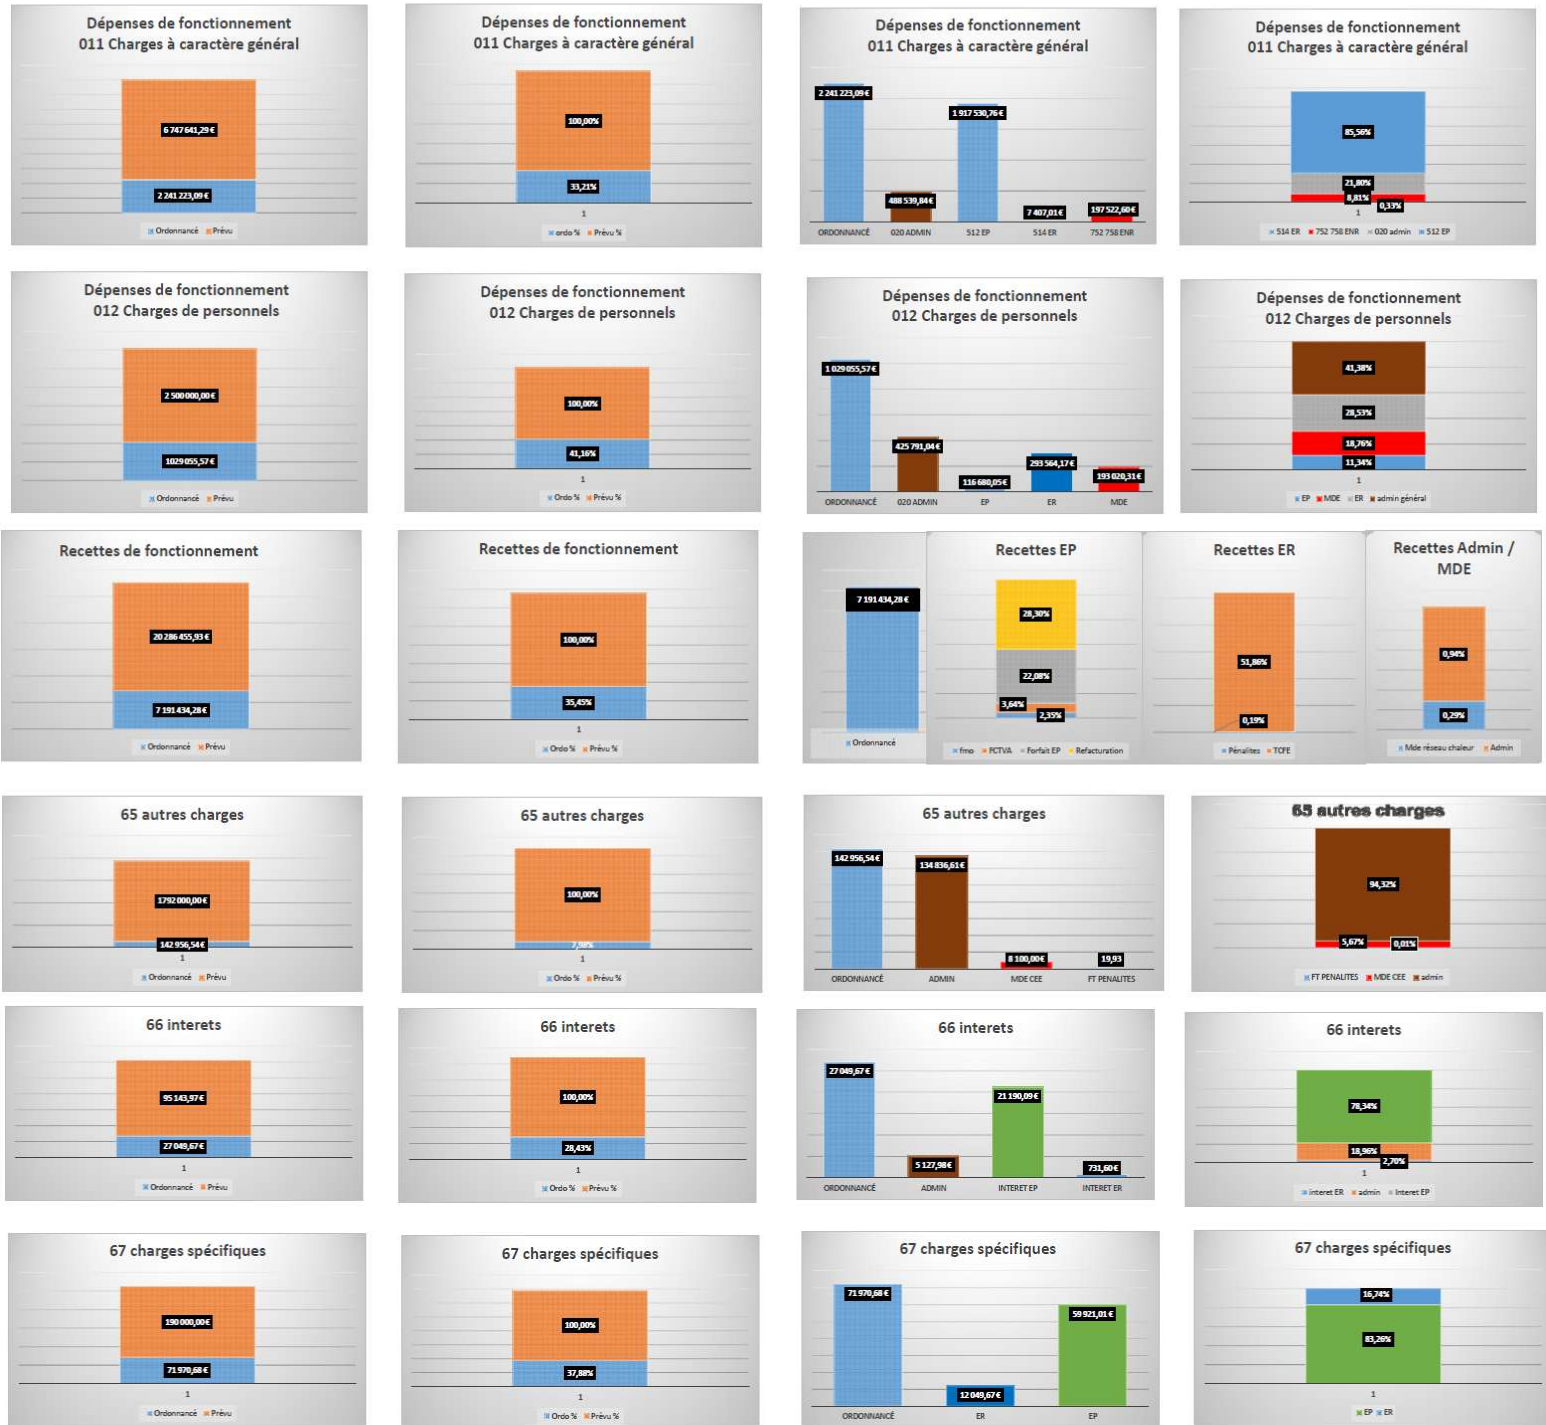 Dépenses de fonctionnement
011 Charges à caractère général
6 747 641,29 €
2 241 223,09 €
Ordonnancé Prévu
Dépenses de fonctionnement
011 Charges à caractère général
100,00%
33,21%
1
ordo % Prévu %
Dépenses de fonctionnement
011 Charges à caractère général
2 241 223,09€
1 917 530,76 €
488 539,84€
7 407,01€
197 522,60€
ORDONNANCÉ 020 ADMIN 512 EP 514 ER 752 758 ENR
Dépenses de fonctionnement
011 Charges à caractère général
85,56%
21,80%
8,81%
0,33%
1
514 ER 752 758 ENR 020 admin 512 EP
Dépenses de fonctionnement
012 Charges de personnels
2 500 000,00 €
1029 055,57 €
Ordonnancé Prévu
Dépenses de fonctionnement
012 Charges de personnels
100,00%
41,16%
1
Ordo % Prévu %
Dépenses de fonctionnement
012 Charges de personnels
1 029 055,57€
425 791,04€
116 680,05€
293 564,17€
193 020,31€
ORDONNANCÉ 020 ADMIN EP ER MDE
Dépenses de fonctionnement
012 Charges de personnels
41,38%
28,53%
18,76%
11,34%
1
EP MDE ER admin général
Recettes de fonctionnement
20 286 455,93 €
7 191 434,28 €
Ordonnancé Prévu
Recettes de fonctionnement
100,00%
35,45%
1
Ordo % Prévu %
7 191 434,28 €
Ordonnancé
Recettes EP
28,30%
22,08%
3,64%
2,35%
fmo FCTVA Forfait EP Refacturation
Recettes ER
51,86%
0,19%
Pénalites TCFE
Recettes Admin /
MDE
0,94%
0,29%
Mde réseau chaleur Admin
65 autres charges
1792 000,00 €
142 956,54€
1
Ordonnancé Prévu
65 autres charges
100,00%
7,98%
1
Ordo % Prévu %
65 autres charges
142 956,54€
134 836,61€
8 100,00€
19,93
ORDONNANCÉ ADMIN MDE CEE FT PENALITES
65 autres charges
94,32%
5,67%
0,01%
FT PENALITES MDE CEE admin
66 interets
95 143,97€
27 049,67€
1
Ordonnancé Prévu
66 interets
100,00%
28,43%
1
Ordo % Prévu %
66 interets
27 049,67€
5 127,98€
21 190,09€
731,60€
ORDONNANCÉ ADMIN INTERET EP INTERET ER
66 interets
78,34%
18,96%
2,70%
1
interet ER admin Interet EP
67 charges spécifiques
190 000,00€
71 970,68€
1
Ordonnancé Prévu
67 charges spécifiques
100,00%
37,88%
1
Ordo % Prévu %
67 charges spécifiques
71 970,68€
12 049,67€
59 921,01€
ORDONNANCÉ ER EP
67 charges spécifiques
16,74%
83,26%
1
EP ER